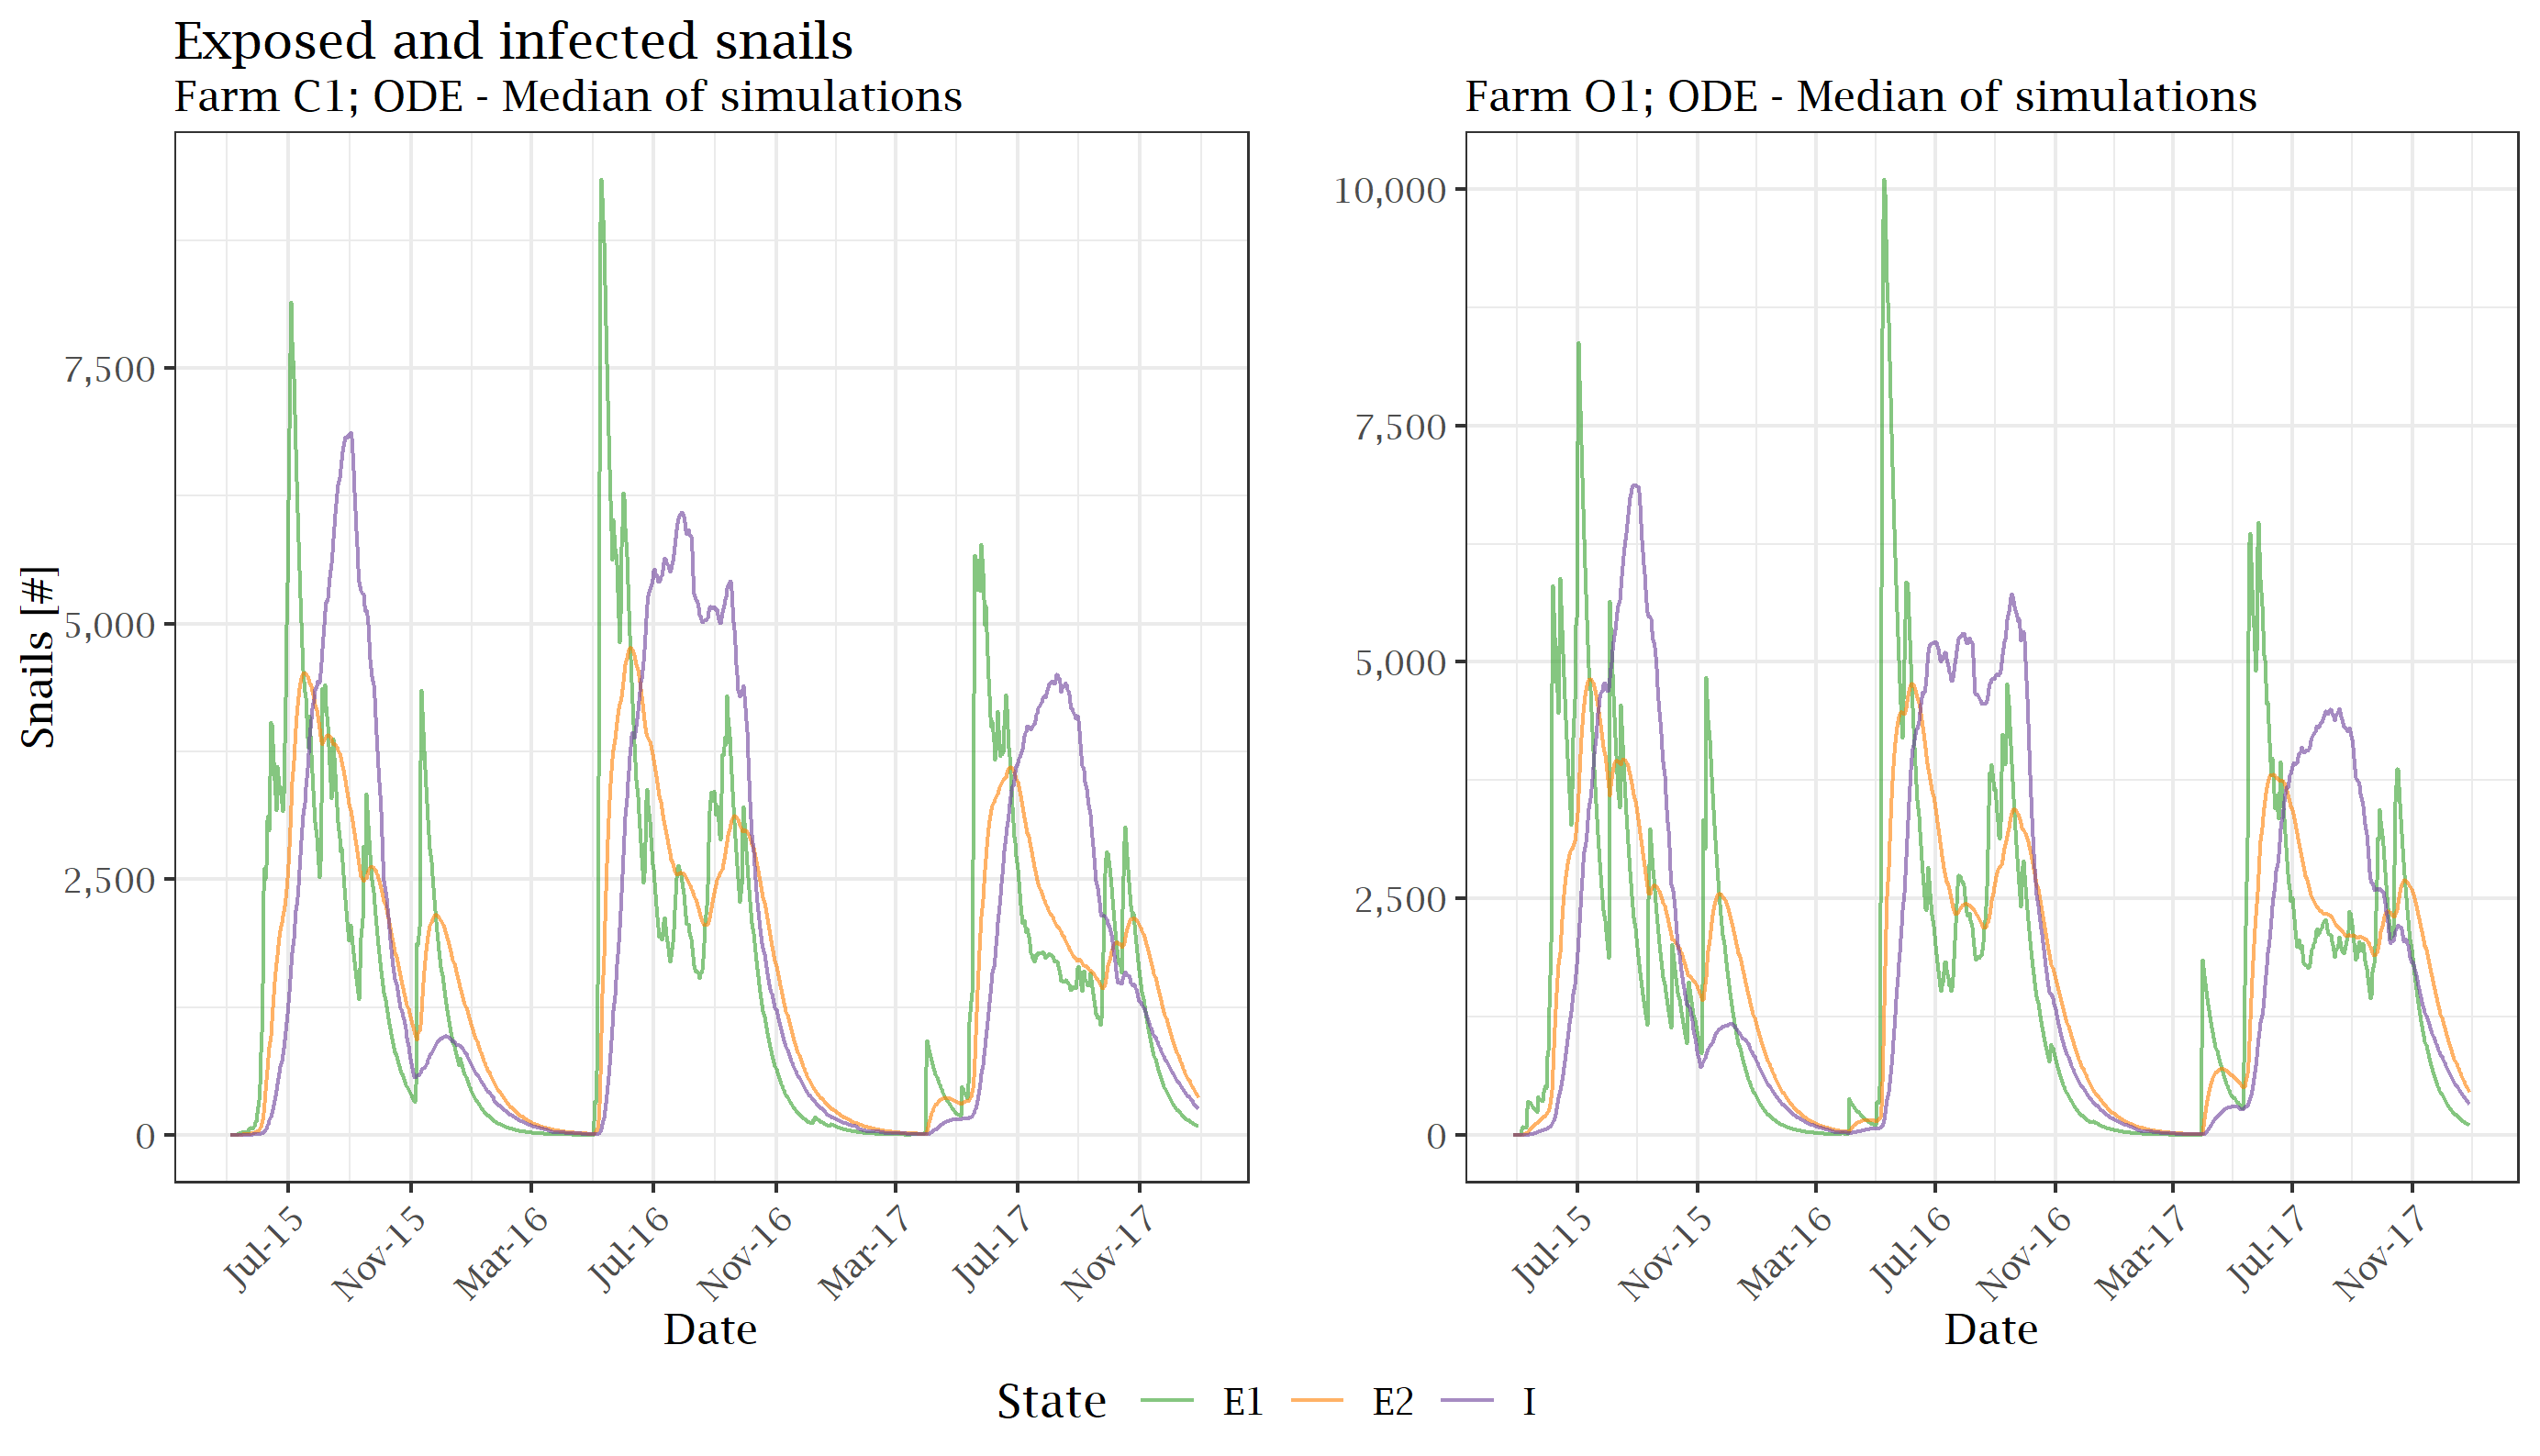 Exposed and infected snails
Farm C1; ODE - Median of simulations
Snails [#]
7,500
5,000
2,500
0
Jul-15
Nov-15
Mar-16
Jul-16
Nov-16
Mar-17
Jul-17
Nov-17
Date
Farm O1; ODE - Median of simulations
10,000
7,500
5,000
2,500
0
Jul-15
Nov-15
Mar-16
Jul-16
Nov-16
Mar-17
Jul-17
Nov-17
Date
State E1 E2 I